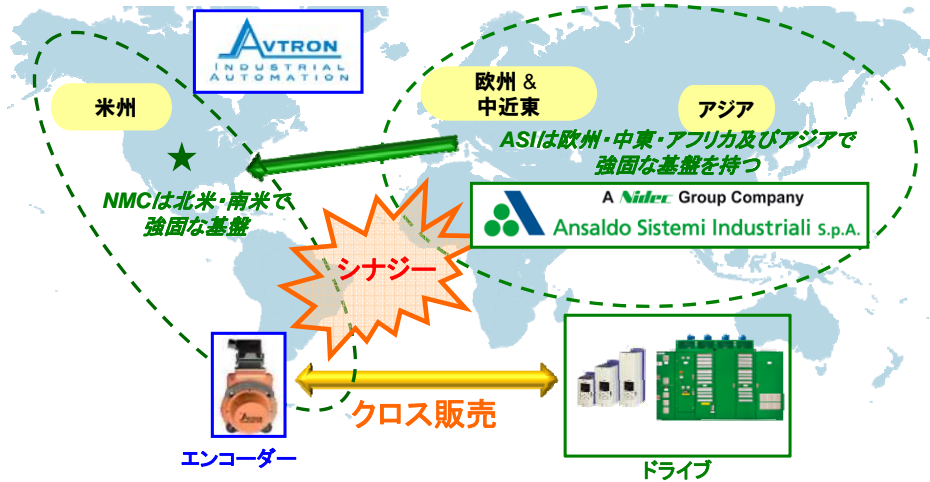 AVTRON
INDUSTRIAL
AUTOMATION
米州
欧州 &
中近東
アジア
ASIは欧州・中東・アフリカ及びアジアで
強固な基盤を持つ
NMCは北米・南米で
強固な基盤
A Nidec Group Company
Ansaldo Sistemi Industriali S.p.A.
シナジー
クロス販売
エンコーダー
ドライブ